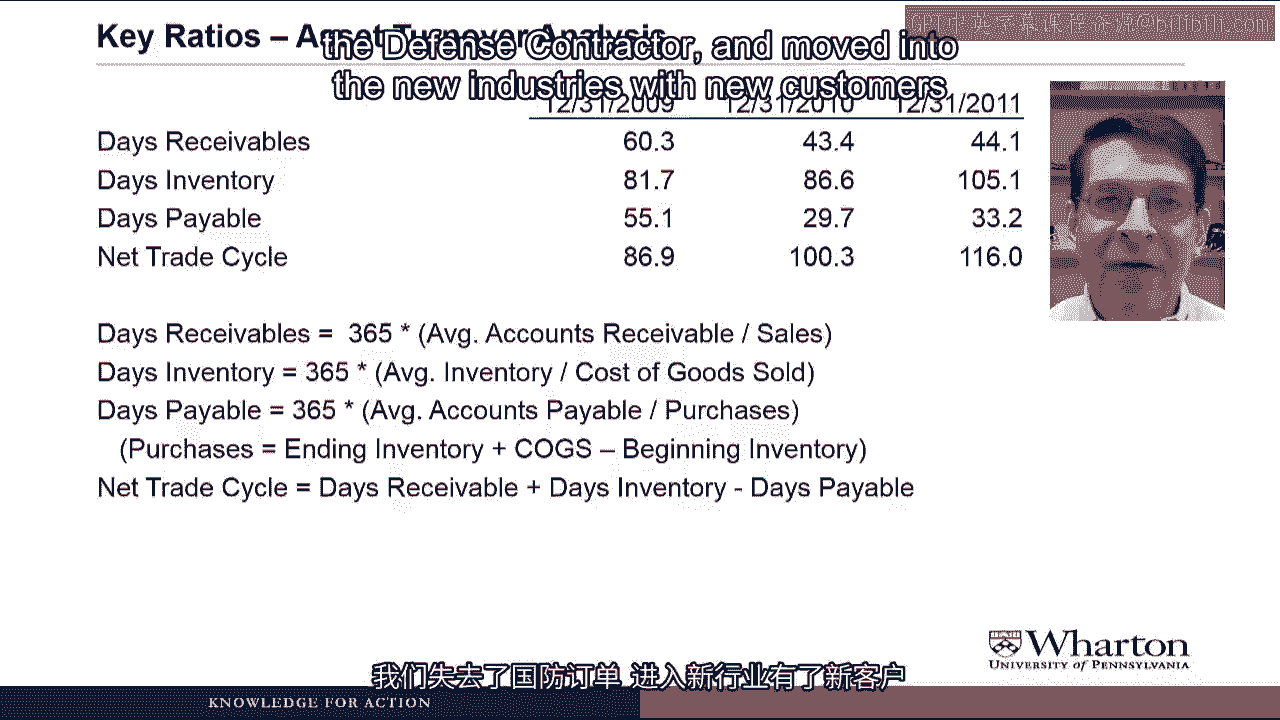 Key Ratios – Asset Turnover Analysis
the Defense Contractor, and moved into
the new industries with new customers
12/31/2009 12/31/2010 12/31/2011
Days Receivables 60.3 43.4 44.1
Days Inventory 81.7 86.6 105.1
Days Payable 55.1 29.7 33.2
Net Trade Cycle 86.9 100.3 116.0
Days Receivables = 365 * (Avg. Accounts Receivable / Sales)
Days Inventory = 365 * (Avg. Inventory / Cost of Goods Sold)
Days Payable = 365 * (Avg. Accounts Payable / Purchases)
(Purchases = Ending Inventory + COGS – Beginning Inventory)
Net Trade Cycle = Days Receivable + Days Inventory - Days Payable
Wharton
UNIVERSITY of PENNSYLVANIA
我们失去了国防订单 进入新行业有了新客户
KNOWLEDGE FOR ACTION